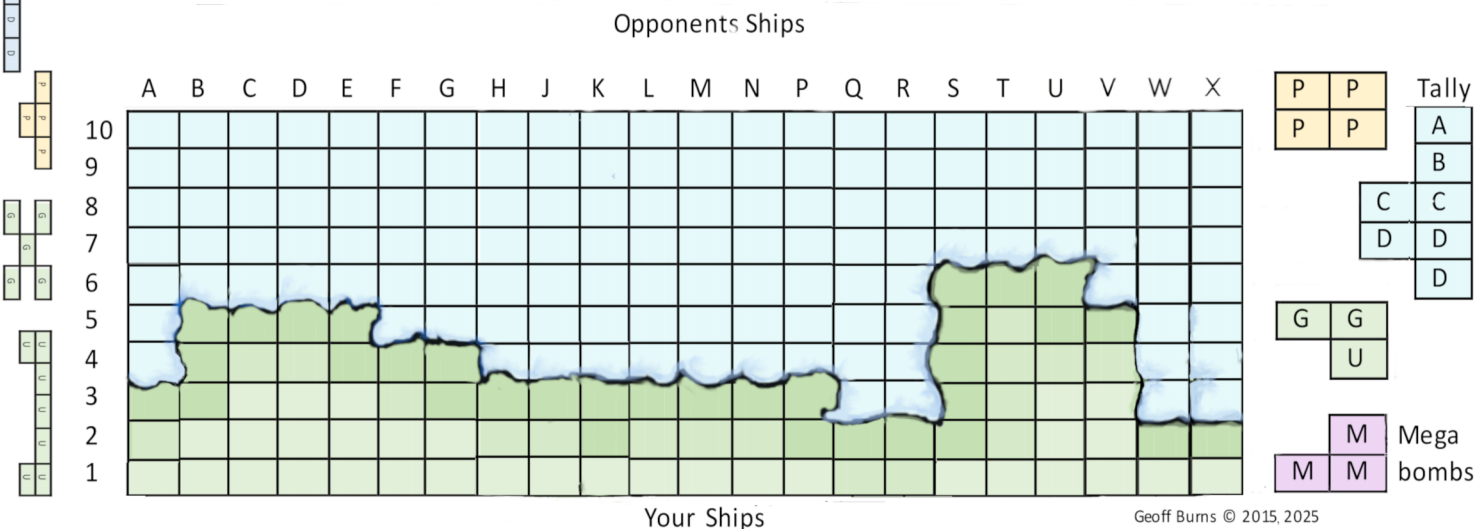 Opponents Ships
A B C D E F G H J K L M N P Q R S T U V W X
10
9
8
7
6
5
4
3
2
1
P P
P P
Tally
A
B
C C
D D
D
G G
U
M Mega
M M bombs
D
D
P
P P
P
G G
G
G G
U U
U
U
U
U U
Your Ships
Geoff Burns © 2015, 2025